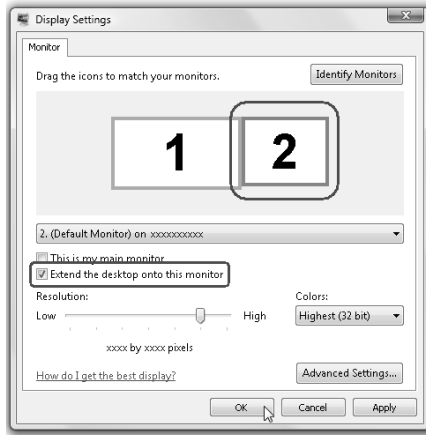 Display Settings
Monitor
Drag the icons to match your monitors.
Identify Monitors
1 2
2. (Default Monitor) on xxxxxxxxxx
This is my main monitor
Extend the desktop onto this monitor
Resolution:
Colors:
Low High
Highest (32 bit)
xxxx by xxxx pixels
How do I get the best display?
Advanced Settings...
OK Cancel Apply